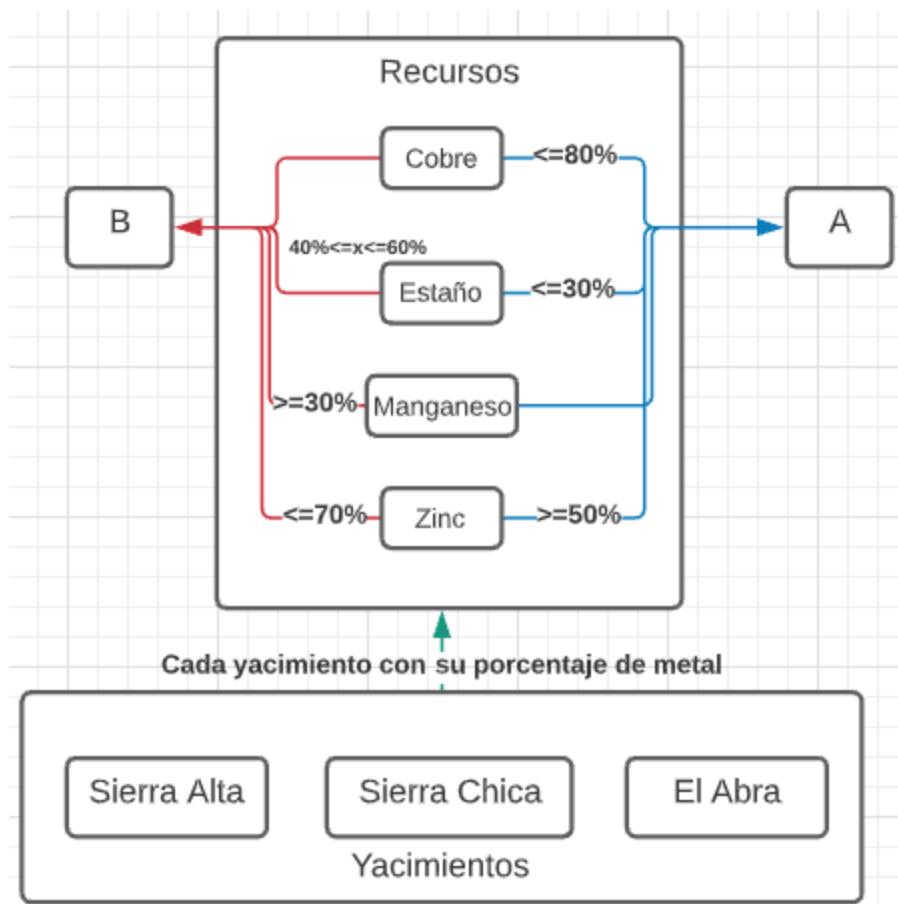 Recursos
Cobre
<=80%
B
A
40%<=x<=60%
Estaño
<=30%
>=30%
Manganeso
<=70%
Zinc
>=50%
Cada yacimiento con su porcentaje de metal
Sierra Alta
Sierra Chica
El Abra
Yacimientos